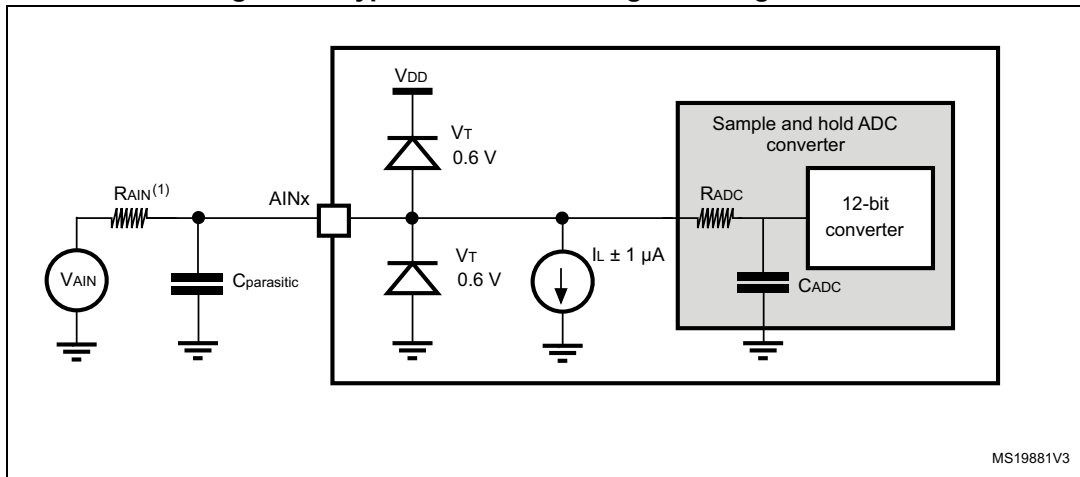 VDD
Sample and hold ADC
converter
VT
0.6 V
RAIN(1)
AINx
RADC
12-bit
converter
VT
0.6 V
IL ± 1 µA
VAIN
Cparasitic
CADC
MS19881V3